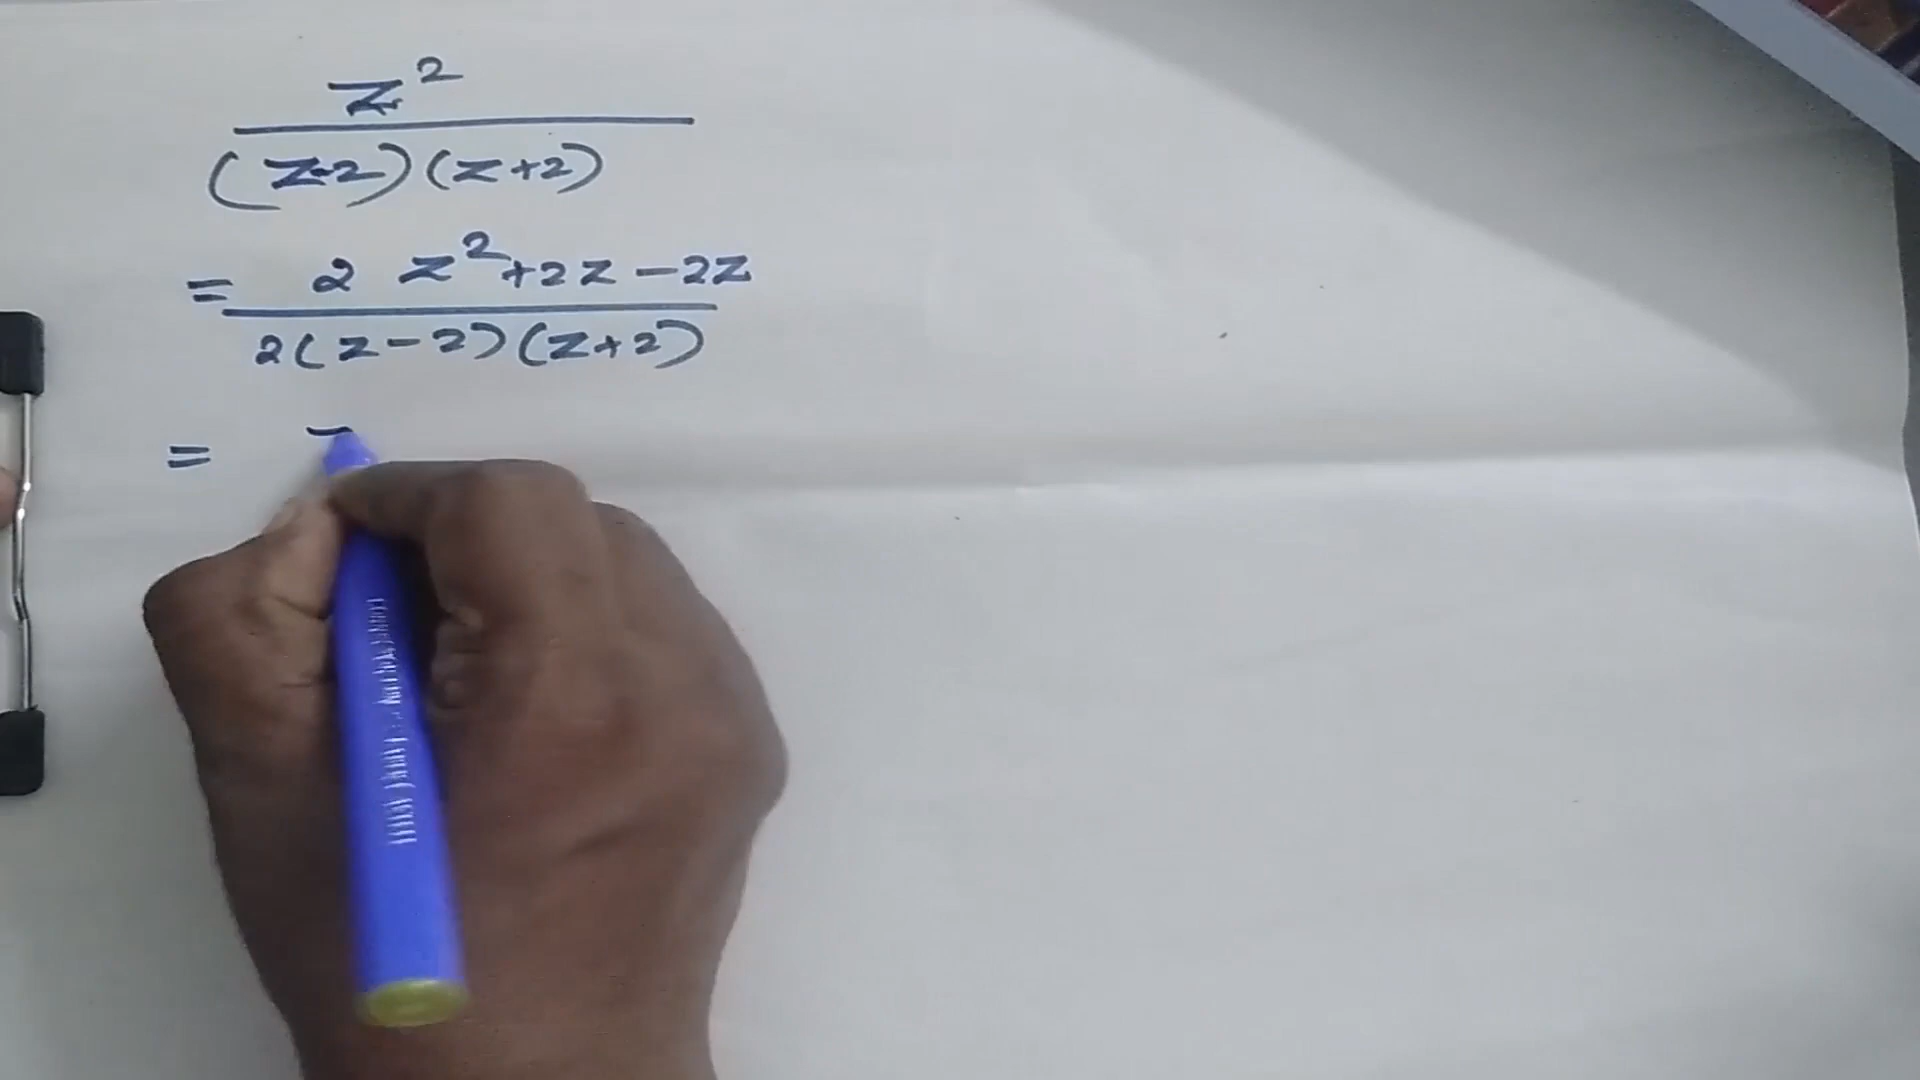 z²
(z-2)(z+2)
= 2 z²+2z-2z
2(z-2)(z+2)
=